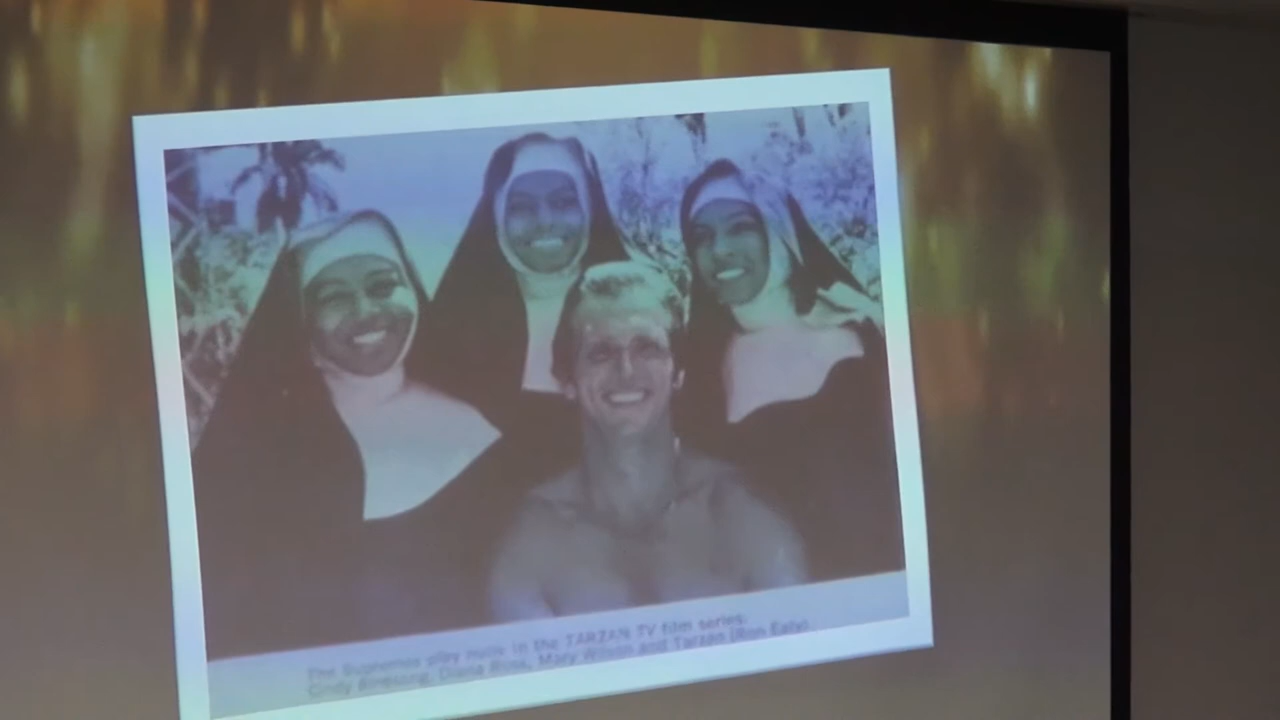 The Supremes play nuns in the TARZAN TV film series:
Cindy Birdsong, Diana Ross, Mary Wilson and Tarzan (Ron Ealy).